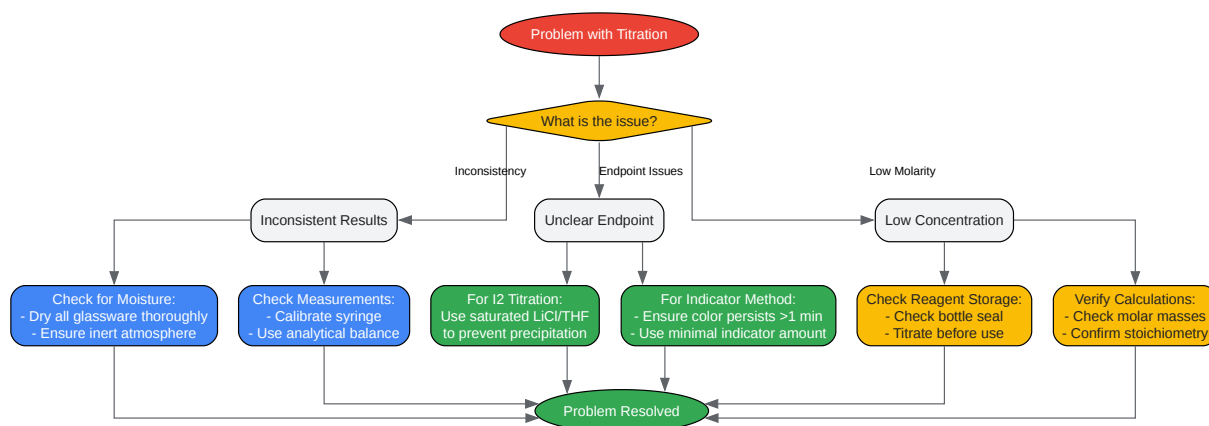 Problem with Titration
What is the issue?
Inconsistency
Endpoint Issues
Low Molarity
Inconsistent Results
Unclear Endpoint
Low Concentration
Check for Moisture:
- Dry all glassware thoroughly
- Ensure inert atmosphere
Check Measurements:
- Calibrate syringe
- Use analytical balance
For I2 Titration:
Use saturated LiCl/THF
to prevent precipitation
For Indicator Method:
- Ensure color persists >1 min
- Use minimal indicator amount
Check Reagent Storage:
- Check bottle seal
- Titrate before use
Verify Calculations:
- Check molar masses
- Confirm stoichiometry
Problem Resolved